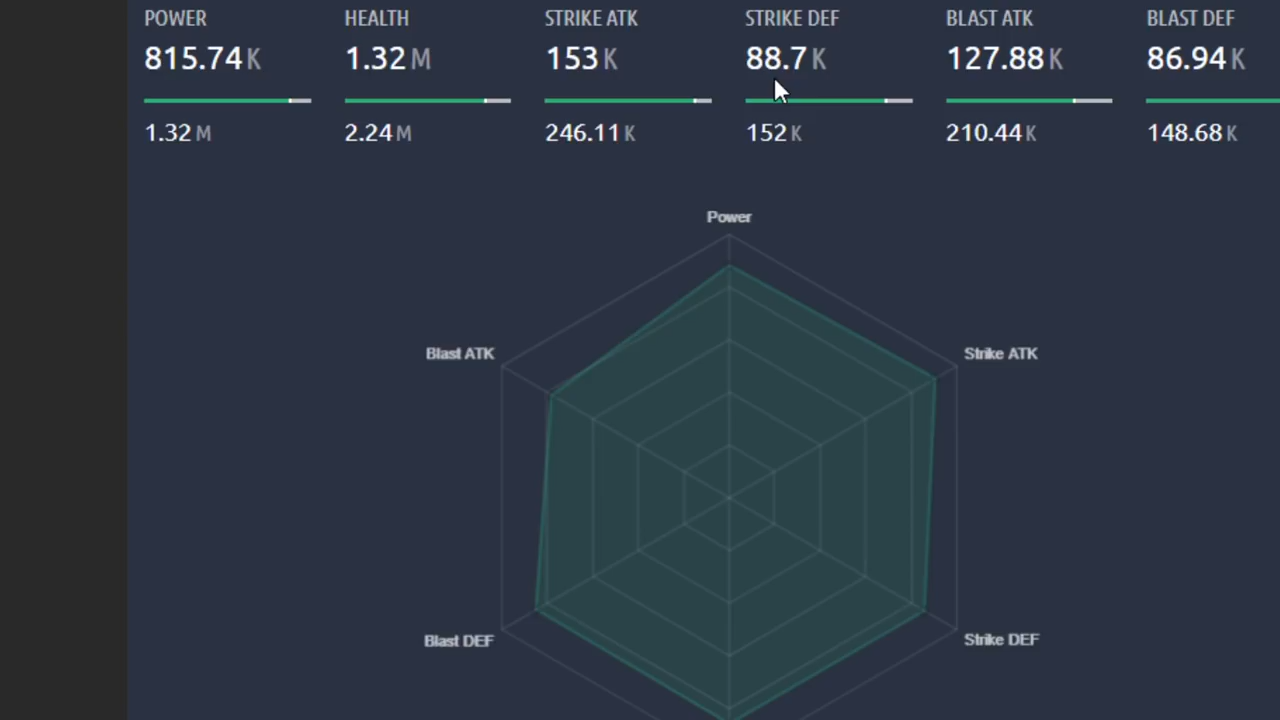 POWER HEALTH STRIKE ATK STRIKE DEF BLAST ATK BLAST DEF
815.74 K 1.32 M 153 K 88.7 K 127.88 K 86.94 K
1.32 M 2.24 M 246.11 K 152 K 210.44 K 148.68 K
Power
Blast ATK Strike ATK
Blast DEF Strike DEF